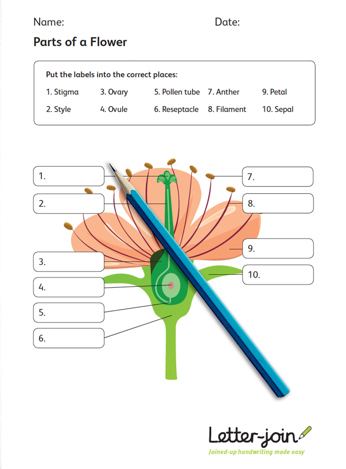 Name: Date:
Parts of a Flower
Put the labels into the correct places:
1. Stigma 3. Ovary 5. Pollen tube 7. Anther 9. Petal
2. Style 4. Ovule 6. Reseptacle 8. Filament 10. Sepal
1. 7.
2. 8.
9.
3. 10.
4.
5.
6.
Letter-join
Joined-up handwriting made easy